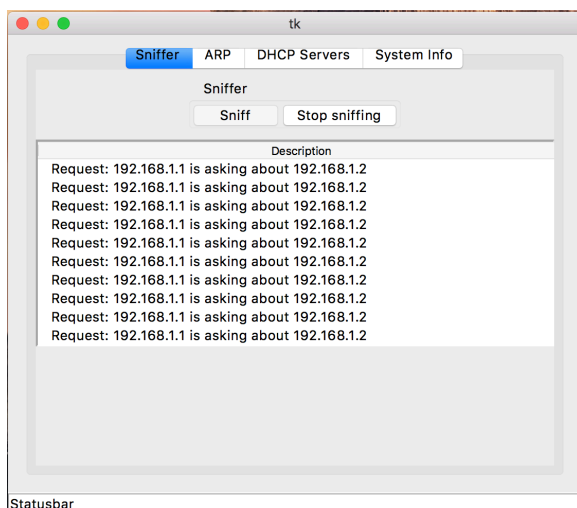 tk
Sniffer ARP DHCP Servers System Info
Sniffer
Sniff Stop sniffing
Description
Request: 192.168.1.1 is asking about 192.168.1.2
Request: 192.168.1.1 is asking about 192.168.1.2
Request: 192.168.1.1 is asking about 192.168.1.2
Request: 192.168.1.1 is asking about 192.168.1.2
Request: 192.168.1.1 is asking about 192.168.1.2
Request: 192.168.1.1 is asking about 192.168.1.2
Request: 192.168.1.1 is asking about 192.168.1.2
Request: 192.168.1.1 is asking about 192.168.1.2
Request: 192.168.1.1 is asking about 192.168.1.2
Request: 192.168.1.1 is asking about 192.168.1.2
Statusbar